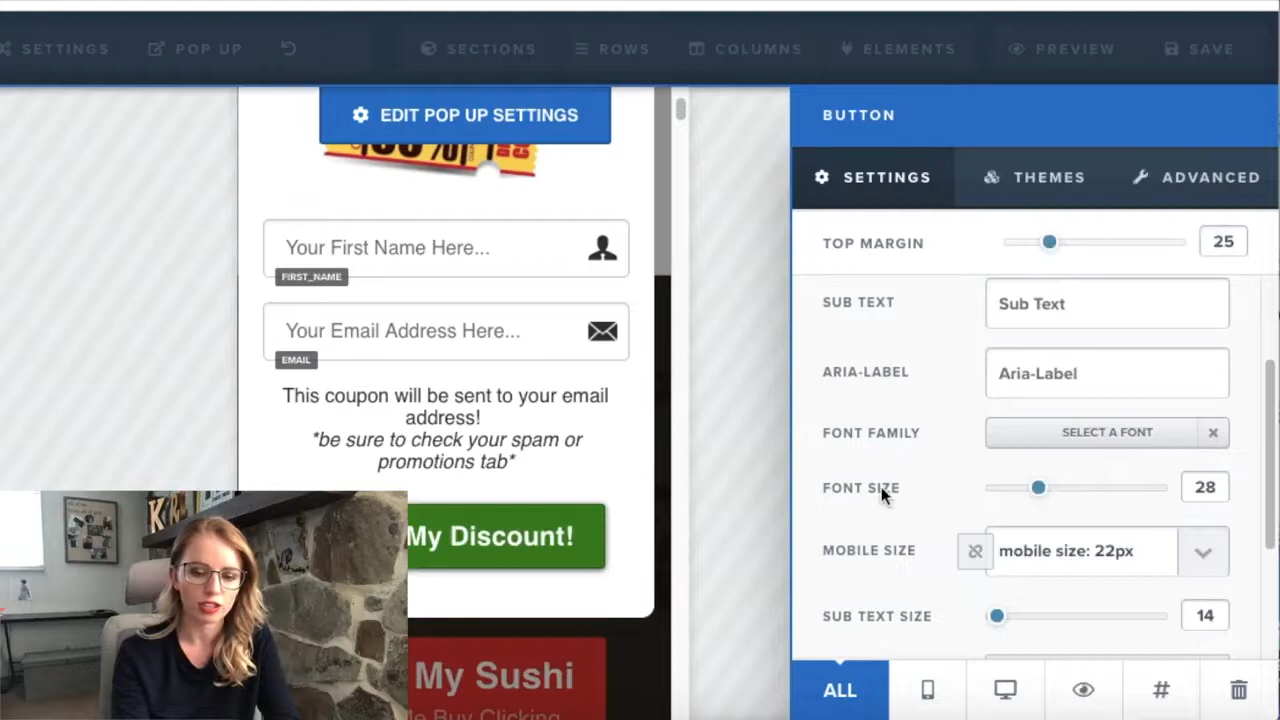 SETTINGS POP UP SECTIONS ROWS COLUMNS ELEMENTS PREVIEW SAVE
EDIT POP UP SETTINGS
Your First Name Here...
FIRST_NAME
Your Email Address Here...
EMAIL
This coupon will be sent to your email
address!
*be sure to check your spam or
promotions tab*
My Discount!
My Sushi
Buy Clicking
BUTTON
SETTINGS THEMES ADVANCED
TOP MARGIN 25
SUB TEXT Sub Text
ARIA-LABEL Aria-Label
FONT FAMILY SELECT A FONT
FONT SIZE 28
MOBILE SIZE mobile size: 22px
SUB TEXT SIZE 14
ALL